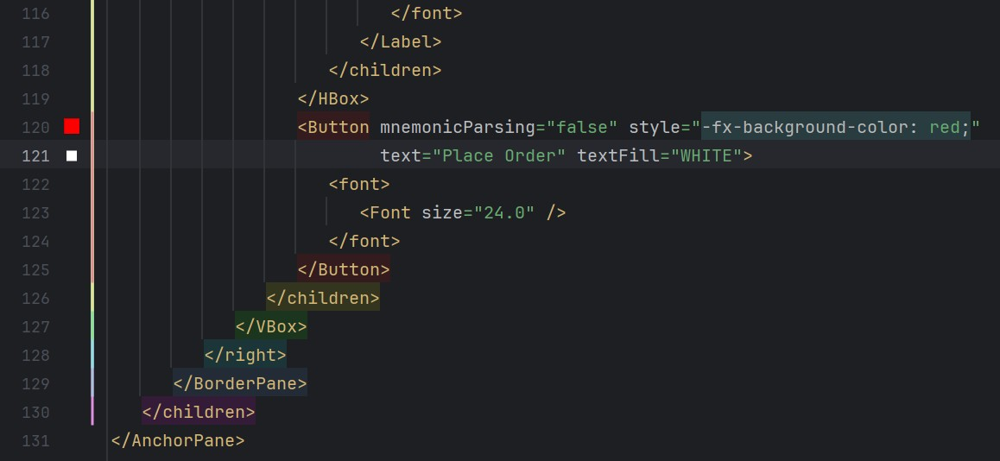 116 </font>
117 </Label>
118 </children>
119 </HBox>
120 <Button mnemonicParsing="false" style="-fx-background-color: red;"
121 text="Place Order" textFill="WHITE">
122 <font>
123 <Font size="24.0" />
124 </font>
125 </Button>
126 </children>
127 </VBox>
128 </right>
129 </BorderPane>
130 </children>
131 </AnchorPane>